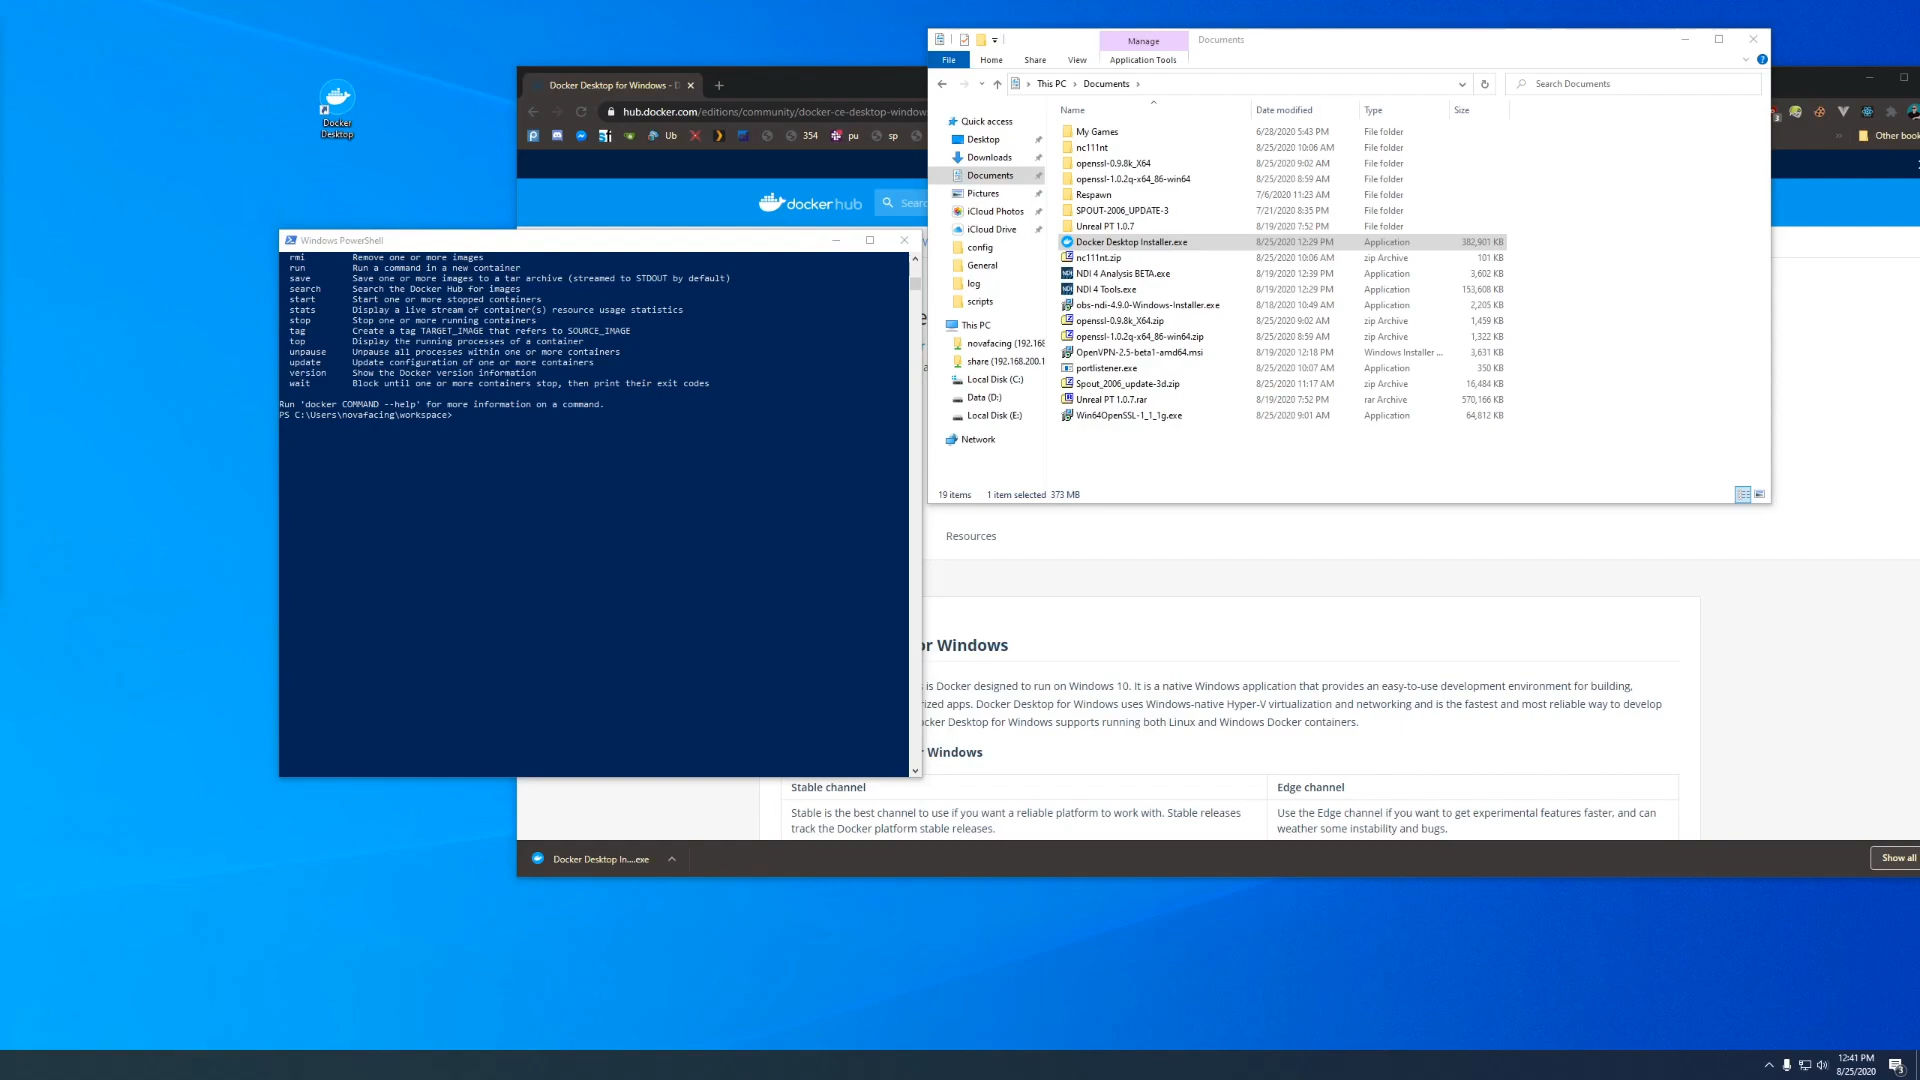 Docker
Desktop
Docker Desktop for Windows - D
hub.docker.com/editions/community/docker-ce-desktop-windows
Ub
354
pu
sp
Other book
dockerhub
Sear
Windows PowerShell
rmi Remove one or more images
run Run a command in a new container
save Save one or more images to a tar archive (streamed to STDOUT by default)
search Search the Docker Hub for images
start Start one or more stopped containers
stats Display a live stream of container(s) resource usage statistics
stop Stop one or more running containers
tag Create a tag TARGET_IMAGE that refers to SOURCE_IMAGE
top Display the running processes of a container
unpause Unpause all processes within one or more containers
update Update configuration of one or more containers
version Show the Docker version information
wait Block until one or more containers stop, then print their exit codes
Run 'docker COMMAND --help' for more information on a command.
PS C:\Users\novafacing\workspace>
Manage
Documents
File Home Share View Application Tools
This PC Documents
Search Documents
Name Date modified Type Size
Quick access
Desktop
Downloads
Documents
Pictures
iCloud Photos
iCloud Drive
config
General
log
scripts
This PC
novafacing (192.168
share (192.168.200.1
Local Disk (C:)
Data (D:)
Local Disk (E:)
Network
My Games 6/28/2020 5:43 PM File folder
nc111nt 8/25/2020 10:06 AM File folder
openssl-0.9.8k_X64 8/25/2020 9:02 AM File folder
openssl-1.0.2q-x64_86-win64 8/25/2020 8:59 AM File folder
Respawn 7/6/2020 11:23 AM File folder
SPOUT-2006_UPDATE-3 7/21/2020 8:35 PM File folder
Unreal PT 1.0.7 8/19/2020 7:52 PM File folder
Docker Desktop Installer.exe 8/25/2020 12:29 PM Application 382,901 KB
nc111nt.zip 8/25/2020 10:06 AM zip Archive 101 KB
NDI 4 Analysis BETA.exe 8/19/2020 12:39 PM Application 3,602 KB
NDI 4 Tools.exe 8/19/2020 12:29 PM Application 153,608 KB
obs-ndi-4.9.0-Windows-Installer.exe 8/18/2020 10:49 AM Application 2,205 KB
openssl-0.9.8k_X64.zip 8/25/2020 9:02 AM zip Archive 1,459 KB
openssl-1.0.2q-x64_86-win64.zip 8/25/2020 8:59 AM zip Archive 1,322 KB
OpenVPN-2.5-beta1-amd64.msi 8/19/2020 12:18 PM Windows Installer ... 3,631 KB
portlistener.exe 8/25/2020 10:07 AM Application 350 KB
Spout_2006_update-3d.zip 8/25/2020 11:17 AM zip Archive 16,484 KB
Unreal PT 1.0.7.rar 8/19/2020 7:52 PM rar Archive 570,166 KB
Win64OpenSSL-1_1_1g.exe 8/25/2020 9:01 AM Application 64,812 KB
19 items 1 item selected 373 MB
Resources
or Windows
s is Docker designed to run on Windows 10. It is a native Windows application that provides an easy-to-use development environment for building,
rized apps. Docker Desktop for Windows uses Windows-native Hyper-V virtualization and networking and is the fastest and most reliable way to develop
cker Desktop for Windows supports running both Linux and Windows Docker containers.
r Windows
Stable channel Edge channel
Stable is the best channel to use if you want a reliable platform to work with. Stable releases
track the Docker platform stable releases.
Use the Edge channel if you want to get experimental features faster, and can
weather some instability and bugs.
Docker Desktop In....exe
Show all
12:41 PM
8/25/2020
3